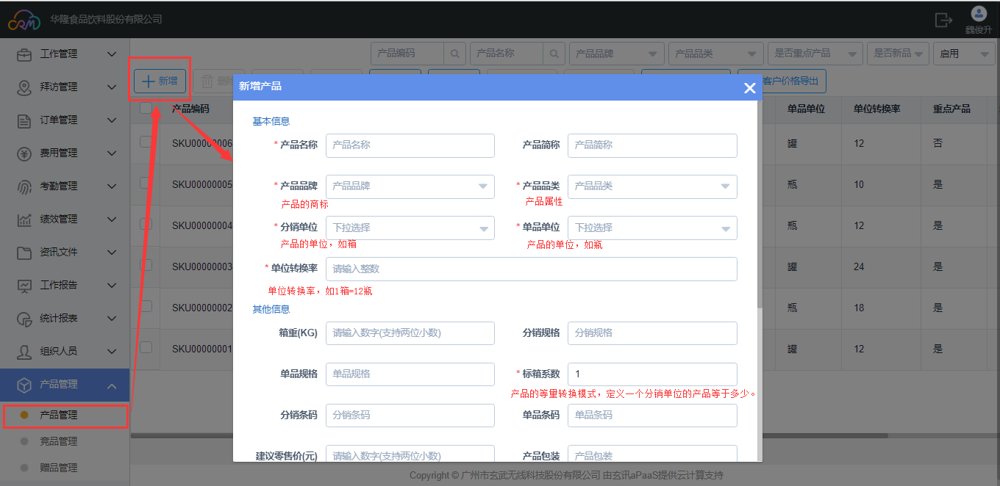 CRM 华隆食品饮料股份有限公司
魏俊升
工作管理
拜访管理
订单管理
费用管理
考勤管理
绩效管理
资讯文件
工作报告
统计报表
组织人员
产品管理
产品管理
竞品管理
赠品管理
产品编码 产品名称 产品品牌 产品品类 是否重点产品 是否新品 启用
新增 删除 客户价格导出
产品编码 单品单位 单位转换率 重点产品
SKU00000006 罐 12 否
SKU00000005 瓶 10 是
SKU00000004 瓶 12 是
SKU00000003 罐 24 是
SKU00000002 瓶 18 是
SKU00000001 罐 12 是
新增产品
基本信息
* 产品名称 产品名称 产品简称 产品简称
* 产品品牌 产品品牌 * 产品品类 产品品类
产品的商标 产品属性
* 分销单位 下拉选择 * 单品单位 下拉选择
产品的单位，如箱 产品的单位，如瓶
* 单位转换率 请输入整数
单位转换率，如1箱=12瓶
其他信息
箱重(KG) 请输入数字(支持两位小数) 分销规格 分销规格
单品规格 单品规格 * 标箱系数 1
产品的等里转换模式，定义一个分销单位的产品等于多少。
分销条码 分销条码 单品条码 单品条码
建议零售价(元) 请输入数字(支持两位小数) 产品包装 产品包装
Copyright © 广州市玄武无线科技股份有限公司 由玄讯aPaaS提供云计算支持